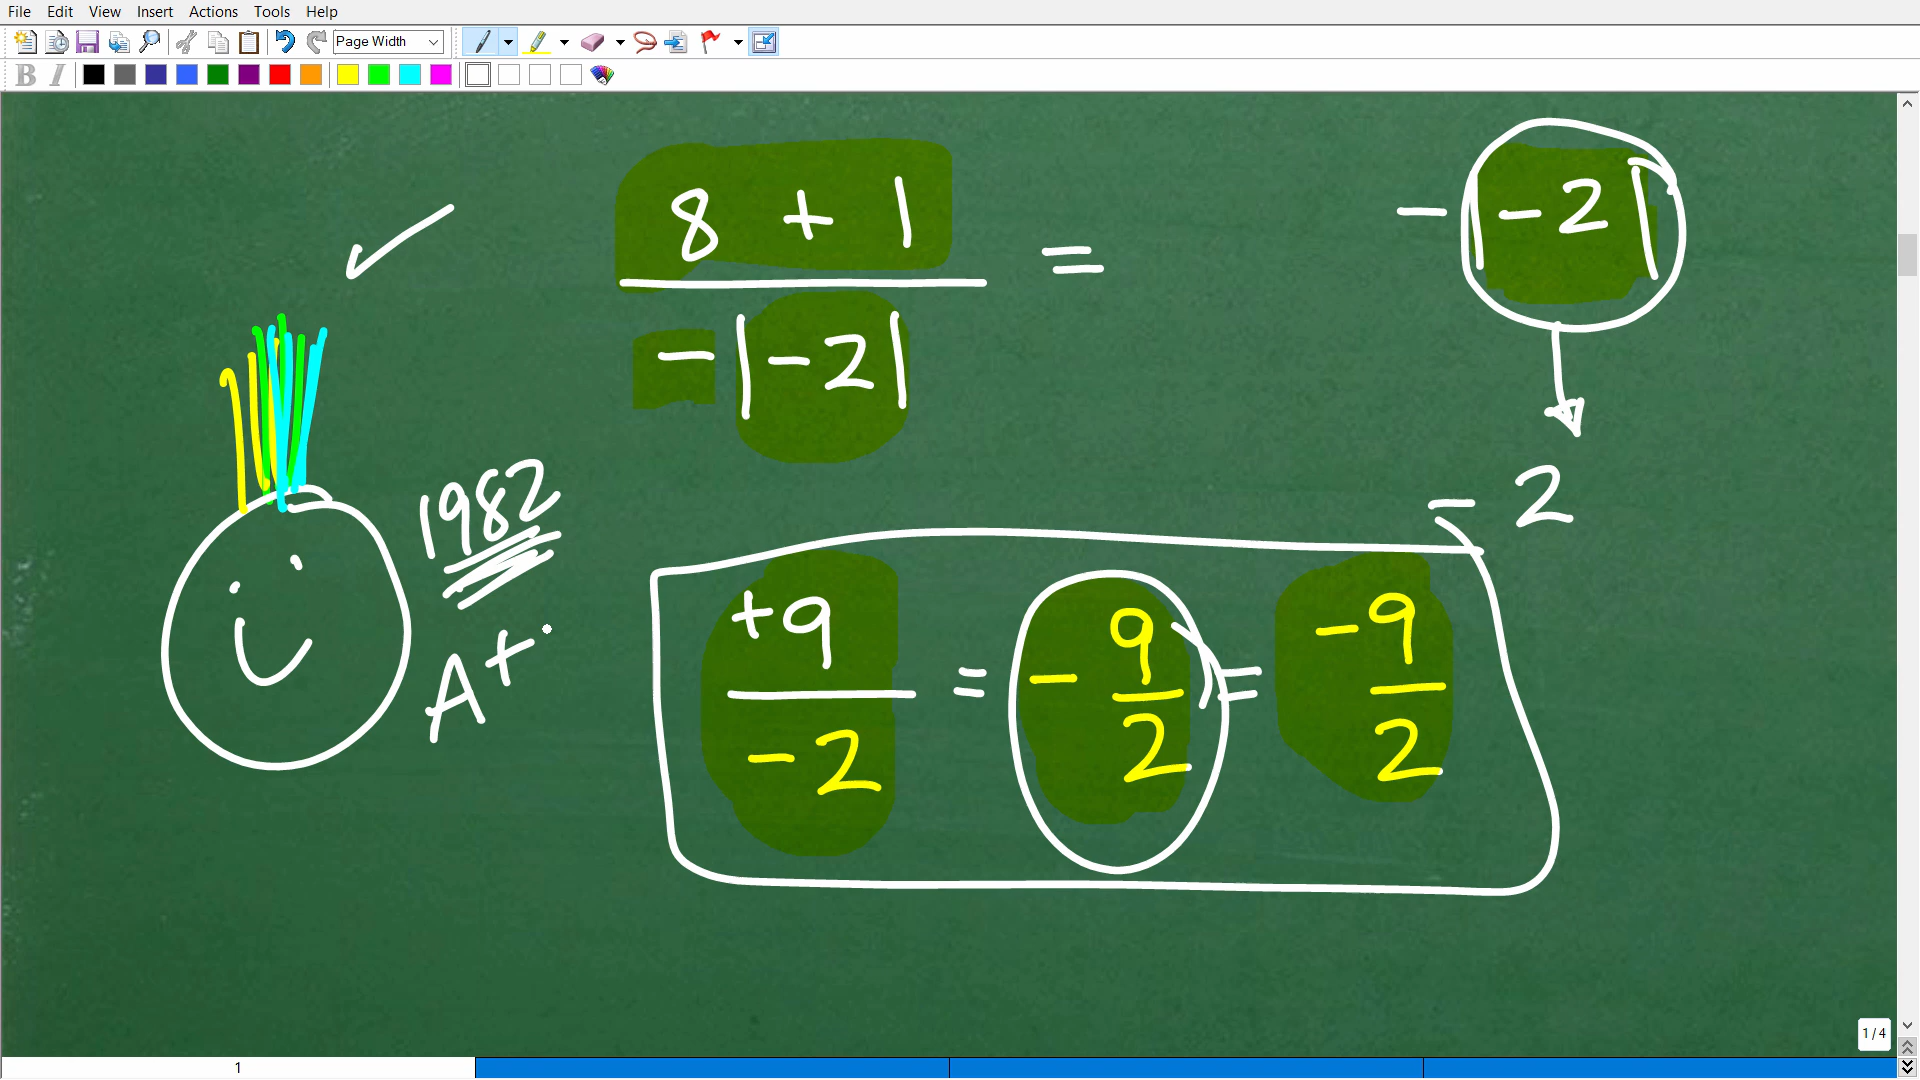 File Edit View Insert Actions Tools Help
Page Width
B I
8 + 1 =
-|-2|
-|-2|
- 2
1982
A+
+9 = - 9 = -9
-2 2 2
1 / 4
1